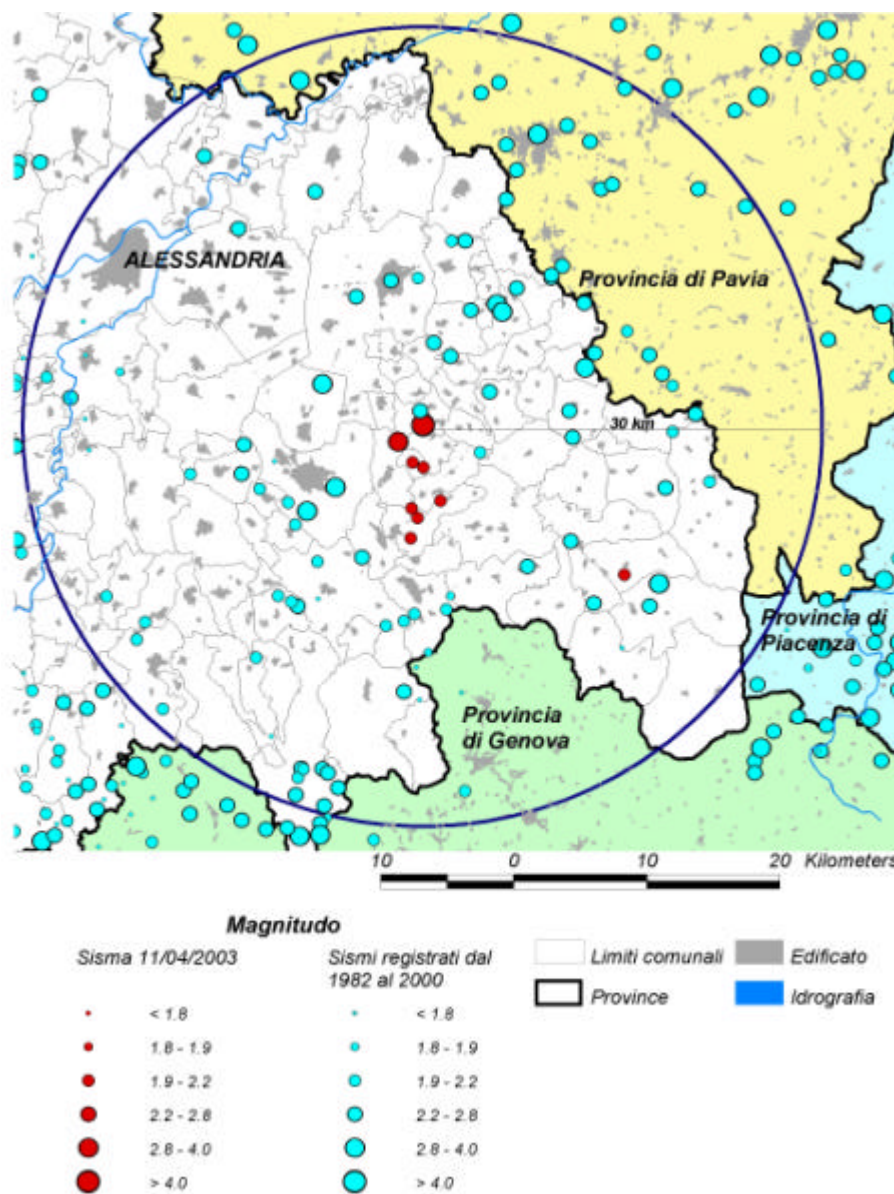 ALESSANDRIA
Provincia di Pavia
30 km
Provincia di
Piacenza
Provincia
di Genova
10 0 10 20 Kilometers
Magnitudo
Sisma 11/04/2003
< 1.8
1.8 - 1.9
1.9 - 2.2
2.2 - 2.8
2.8 - 4.0
> 4.0
Sismi registrati dal
1982 al 2000
< 1.8
1.8 - 1.9
1.9 - 2.2
2.2 - 2.8
2.8 - 4.0
> 4.0
Limiti comunali
Province
Edificato
Idrografia